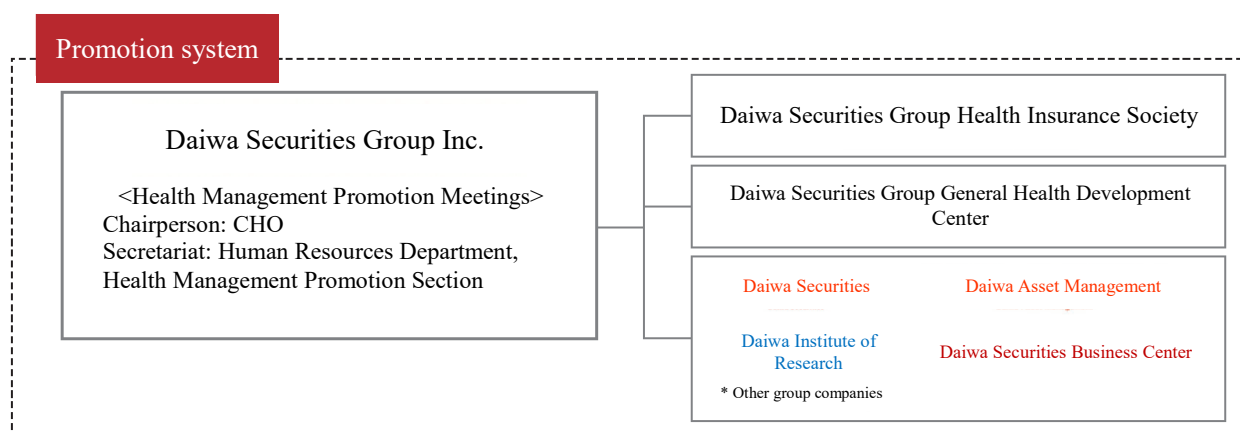 Promotion system
Daiwa Securities Group Inc.
<Health Management Promotion Meetings>
Chairperson: CHO
Secretariat: Human Resources Department,
Health Management Promotion Section
Daiwa Securities Group Health Insurance Society
Daiwa Securities Group General Health Development
Center
Daiwa Securities
Daiwa Asset Management
Daiwa Institute of
Research
Daiwa Securities Business Center
* Other group companies